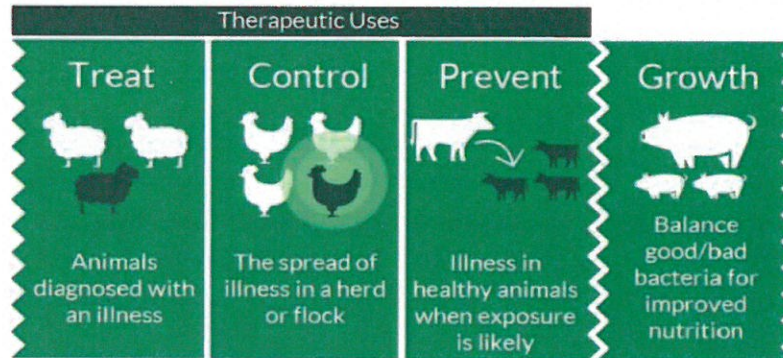 Therapeutic Uses
Treat
Animals
diagnosed with
an illness
Control
The spread of
illness in a herd
or flock
Prevent
Illness in
healthy animals
when exposure
is likely
Growth
Balance
good/bad
bacteria for
improved
nutrition